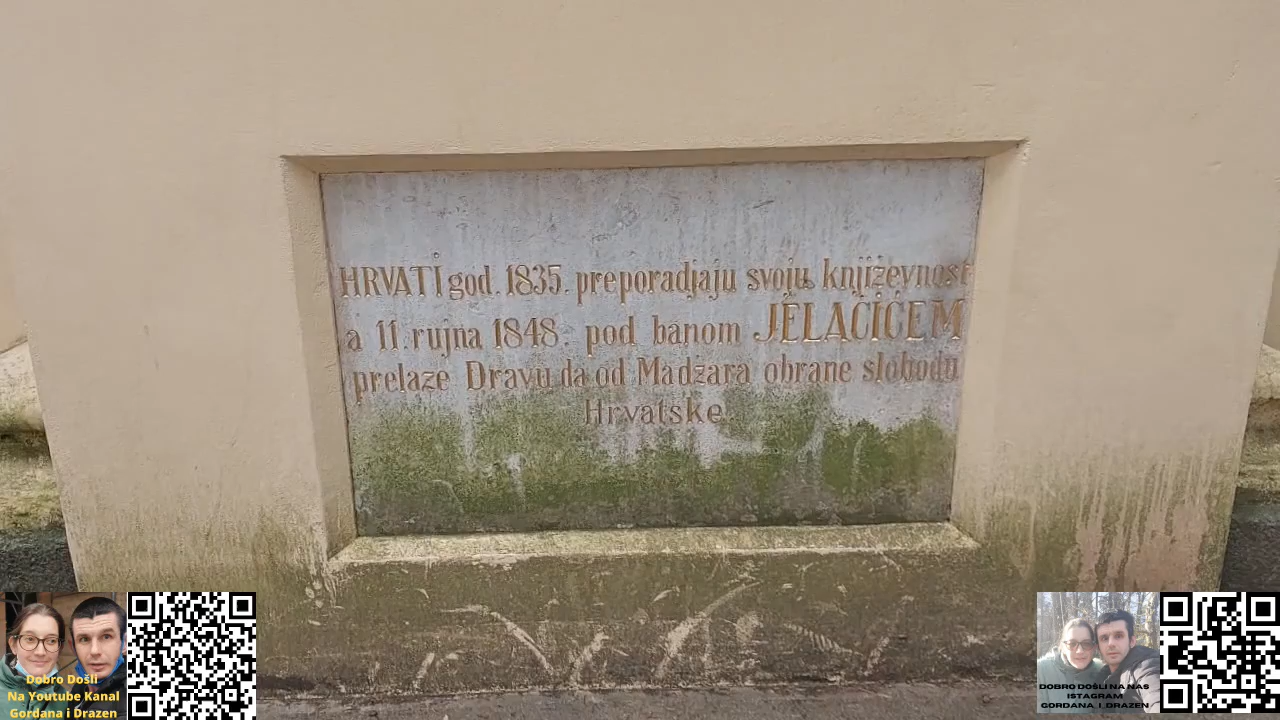 HRVATI god. 1835. preporadjaju svoju književnost
a 11. rujna 1848. pod banom JELAČIĆEM
prelaze Dravu da od Madžara obrane slobodu
Hrvatske
Dobro Došli
Na Youtube Kanal
Gordana i Drazen
DOBRO DOŠLI NA NAS
ISTAGRAM
GORDANA_I_DRAZEN